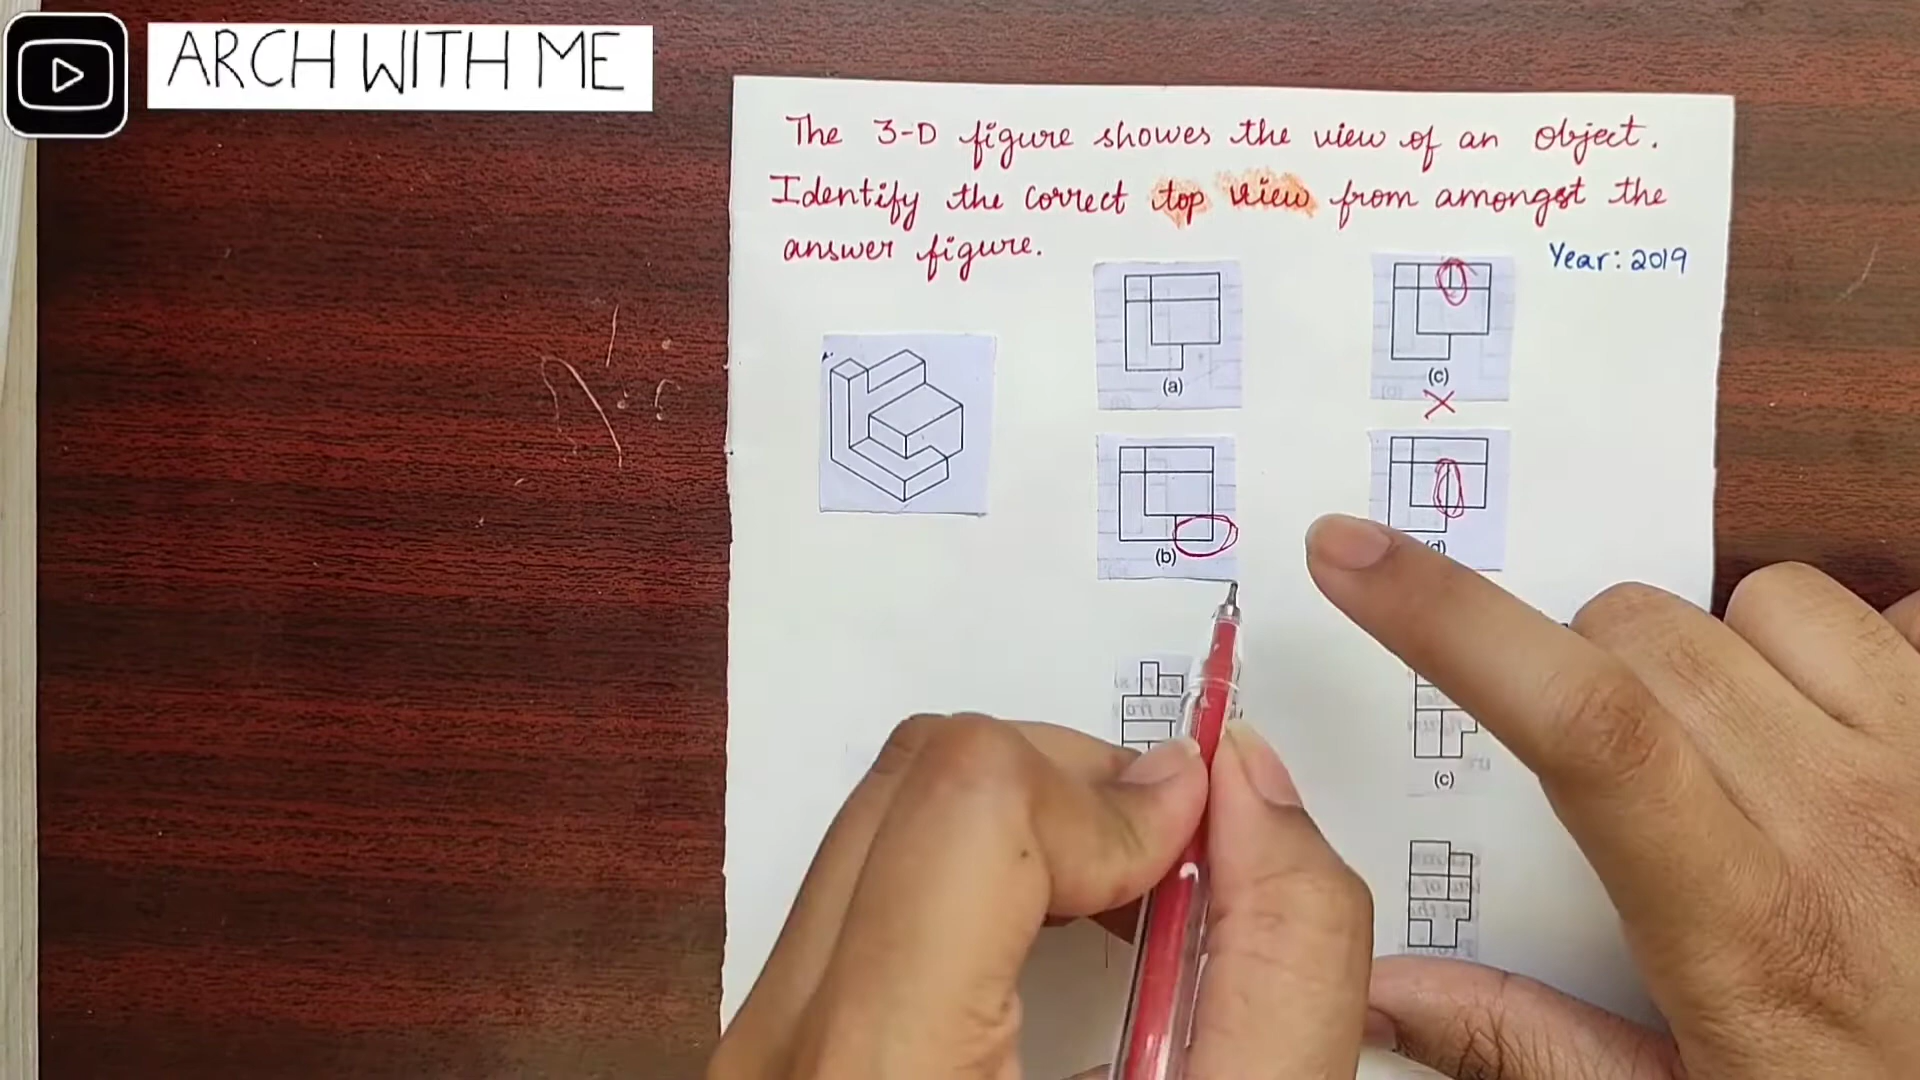 ARCH WITH ME
The 3-D figure showes the view of an object.
Identify the correct top view from amongst the
answer figure.
Year: 2019
(a)
(c)
(b)
(d)
(c)